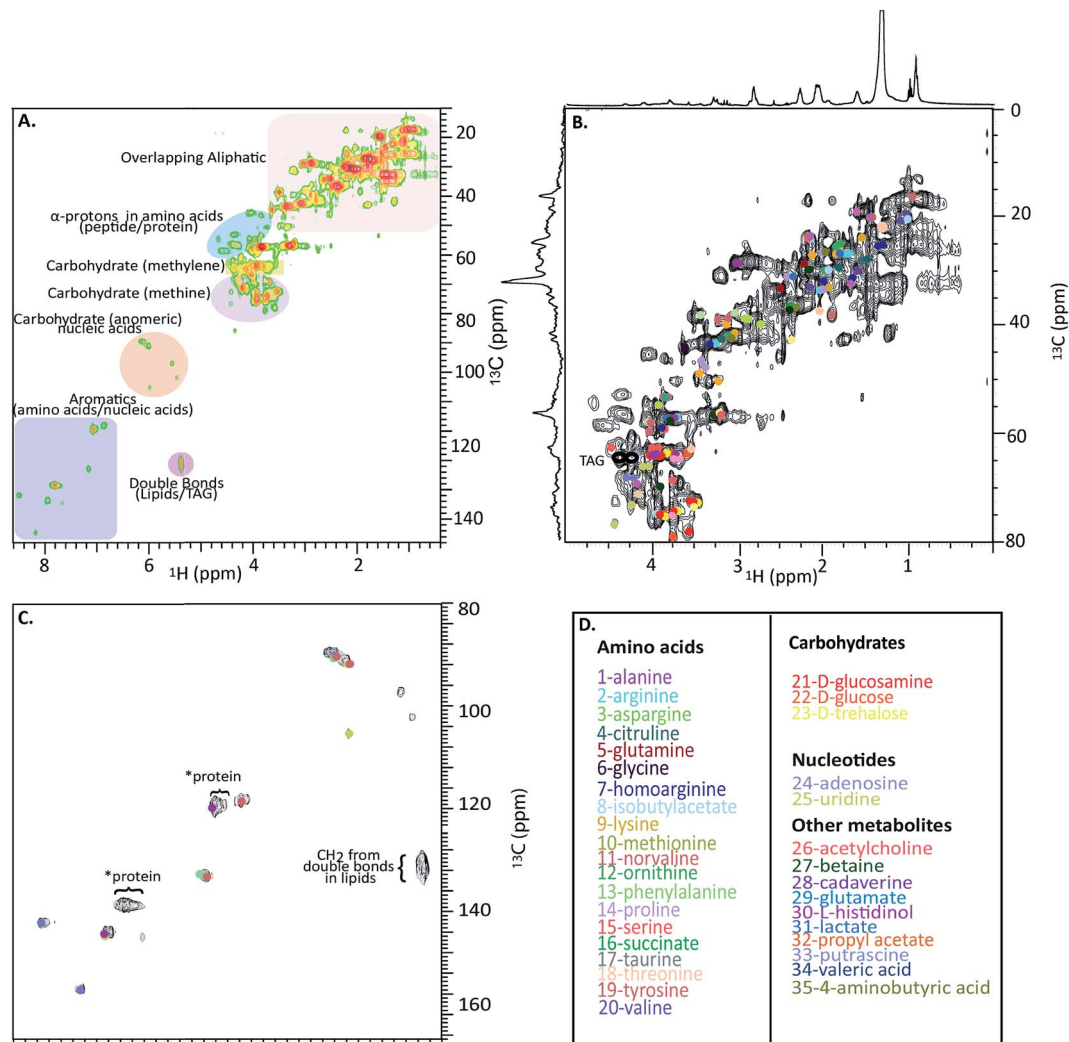 A.
Overlapping Aliphatic
α-protons in amino acids
(peptide/protein)
Carbohydrate (methylene)
Carbohydrate (methine)
Carbohydrate (anomeric)
nucleic acids
Aromatics
(amino acids/nucleic acids)
Double Bonds
(Lipids/TAG)
20
40
60
80
100
120
140
13C (ppm)
8
6
4
2
1H (ppm)
B.
TAG
0
20
40
60
80
13C (ppm)
4
3
2
1
1H (ppm)
C.
*protein
*protein
CH2 from
double bonds
in lipids
80
100
120
140
160
13C (ppm)
D.
Amino acids
1-alanine
2-arginine
3-aspargine
4-citruline
5-glutamine
6-glycine
7-homoarginine
8-isobutylacetate
9-lysine
10-methionine
11-norvaline
12-ornithine
13-phenylalanine
14-proline
15-serine
16-succinate
17-taurine
18-threonine
19-tyrosine
20-valine
Carbohydrates
21-D-glucosamine
22-D-glucose
23-D-trehalose
Nucleotides
24-adenosine
25-uridine
Other metabolites
26-acetylcholine
27-betaine
28-cadaverine
29-glutamate
30-L-histidinol
31-lactate
32-propyl acetate
33-putrascine
34-valeric acid
35-4-aminobutyric acid